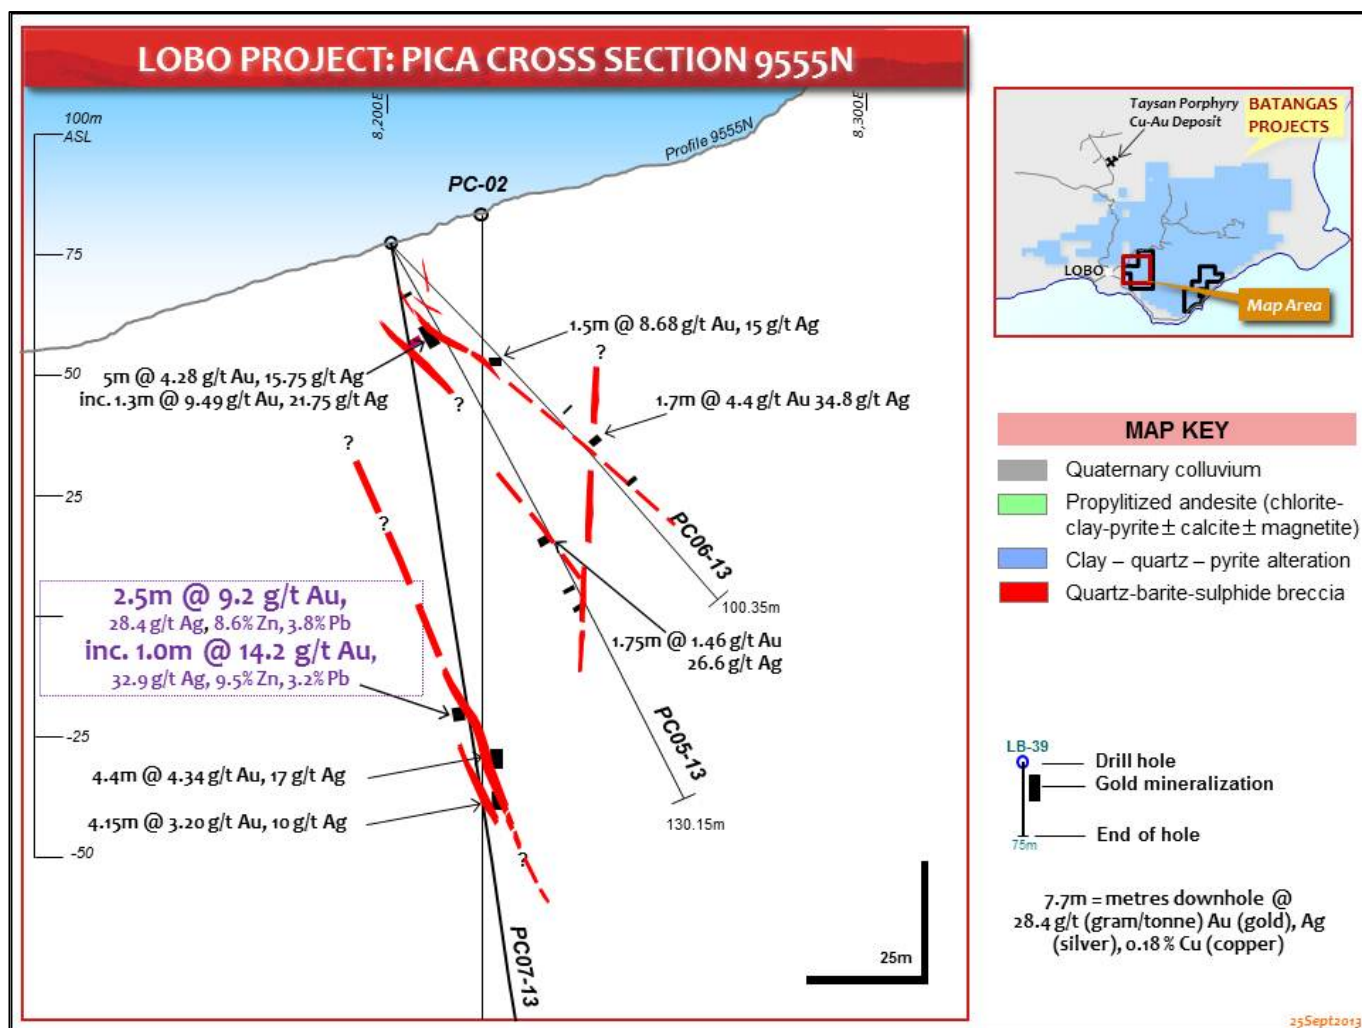 LOBO PROJECT: PICA CROSS SECTION 9555N
100m
ASL
8,200E
8,300E
Profile 9555N
PC-02
75
50
25
-25
-50
1.5m @ 8.68 g/t Au, 15 g/t Ag
5m @ 4.28 g/t Au, 15.75 g/t Ag
inc. 1.3m @ 9.49 g/t Au, 21.75 g/t Ag
?
1.7m @ 4.4 g/t Au 34.8 g/t Ag
?
?
?
2.5m @ 9.2 g/t Au,
28.4 g/t Ag, 8.6% Zn, 3.8% Pb
inc. 1.0m @ 14.2 g/t Au,
32.9 g/t Ag, 9.5% Zn, 3.2% Pb
PC06-13
100.35m
1.75m @ 1.46 g/t Au
26.6 g/t Ag
PC05-13
130.15m
4.4m @ 4.34 g/t Au, 17 g/t Ag
4.15m @ 3.20 g/t Au, 10 g/t Ag
?
PC07-13
25m
Taysan Porphyry
Cu-Au Deposit
BATANGAS
PROJECTS
LOBO
Map Area
MAP KEY
Quaternary colluvium
Propylitized andesite (chlorite-
clay-pyrite ± calcite ± magnetite)
Clay – quartz – pyrite alteration
Quartz-barite-sulphide breccia
LB-39
Drill hole
Gold mineralization
End of hole
75m
7.7m = metres downhole @
28.4 g/t (gram/tonne) Au (gold), Ag
(silver), 0.18 % Cu (copper)
25Sept2013